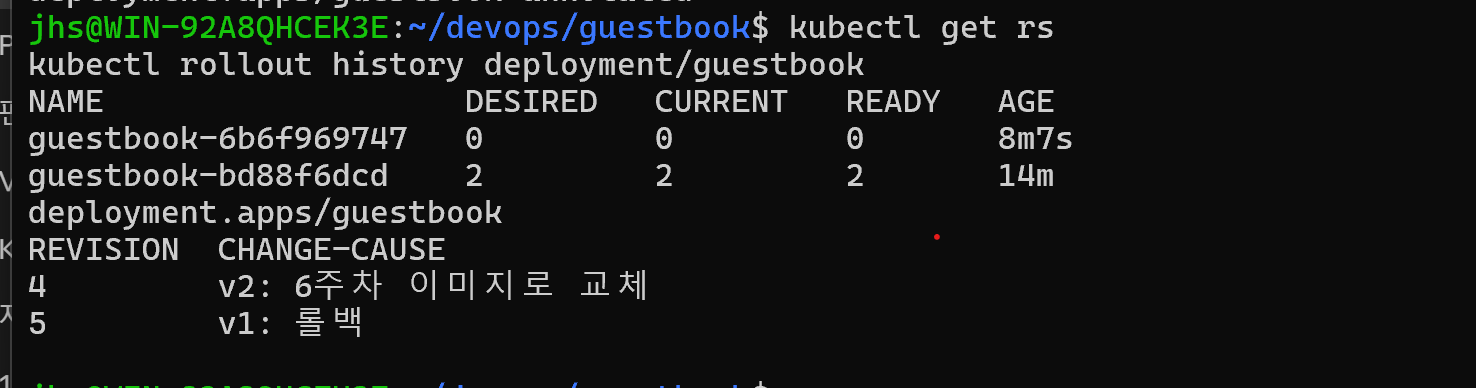 jhs@WIN-92A8QHCEK3E:~/devops/guestbook$ kubectl get rs
kubectl rollout history deployment/guestbook
NAME DESIRED CURRENT READY AGE
guestbook-6b6f969747 0 0 0 8m7s
guestbook-bd88f6dcd 2 2 2 14m
deployment.apps/guestbook
REVISION CHANGE-CAUSE
4 v2: 6주차 이미지로 교체
5 v1: 롤백